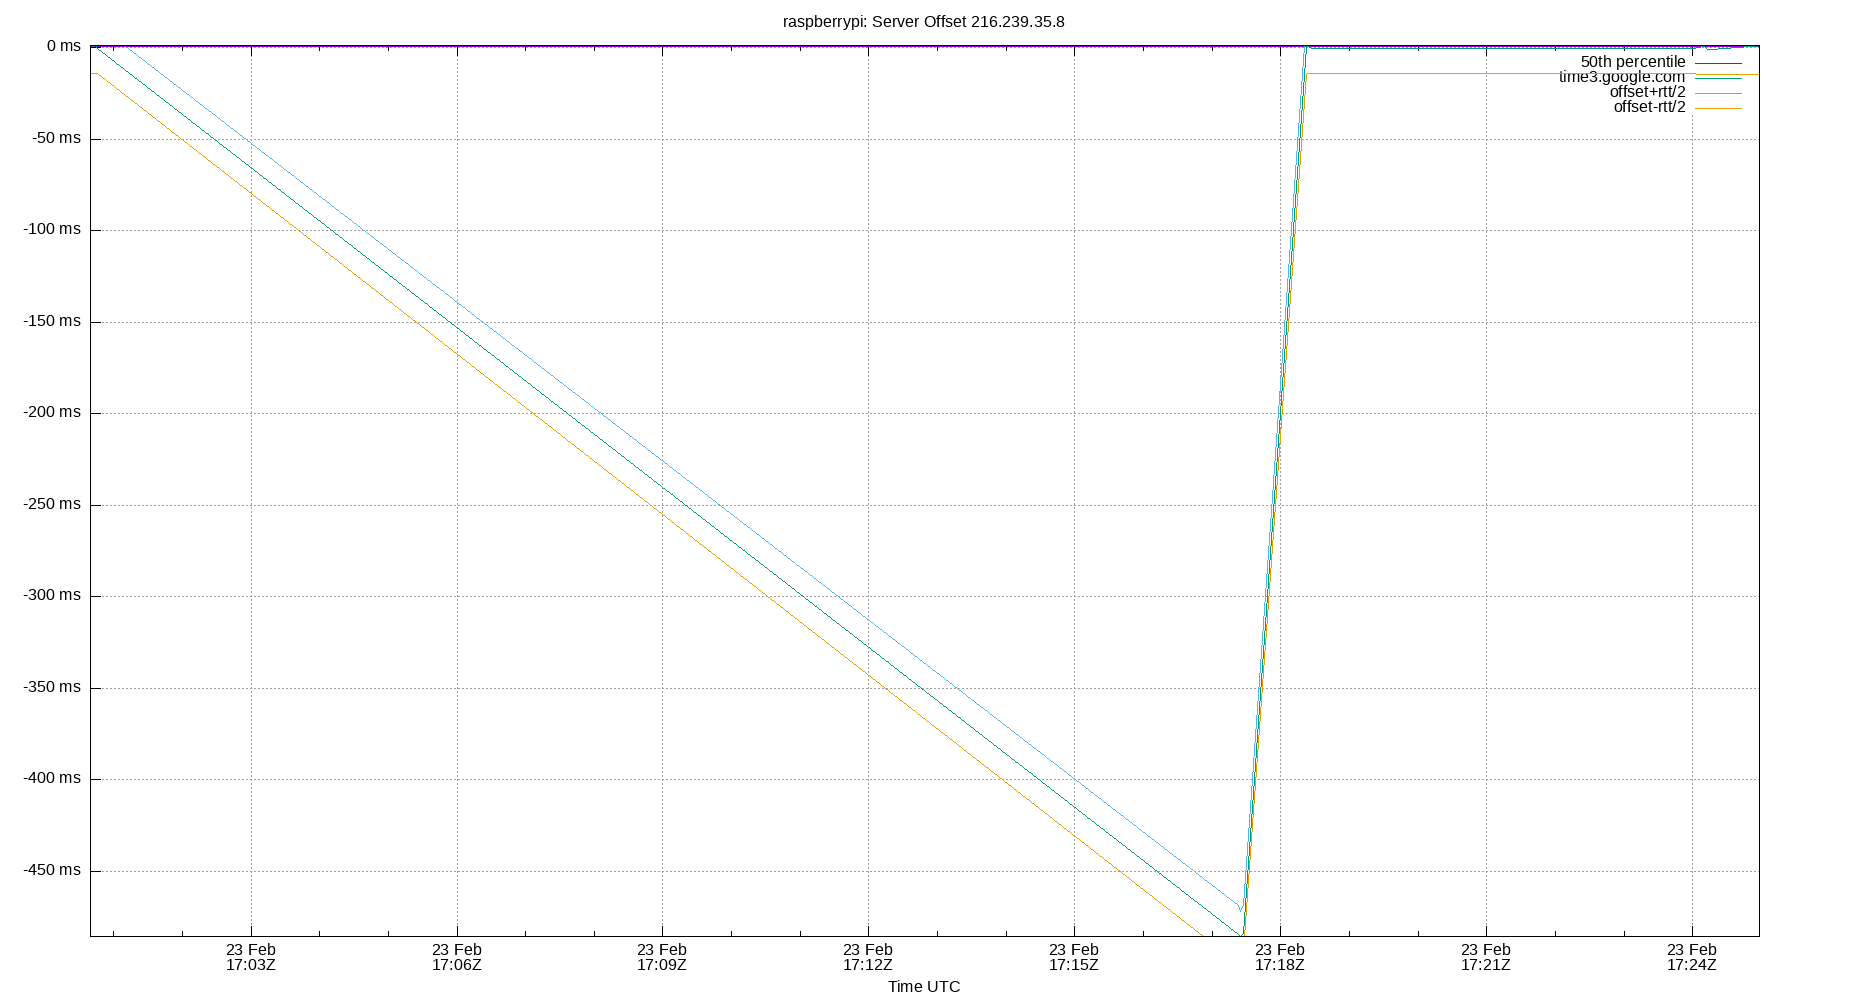 raspberrypi: Server Offset 216.239.35.8
0 ms
-50 ms
-100 ms
-150 ms
-200 ms
-250 ms
-300 ms
-350 ms
-400 ms
-450 ms
50th percentile
time3.google.com
offset+rtt/2
offset-rtt/2
23 Feb 23 Feb 23 Feb 23 Feb 23 Feb 23 Feb 23 Feb 23 Feb
17:03Z 17:06Z 17:09Z 17:12Z 17:15Z 17:18Z 17:21Z 17:24Z
Time UTC